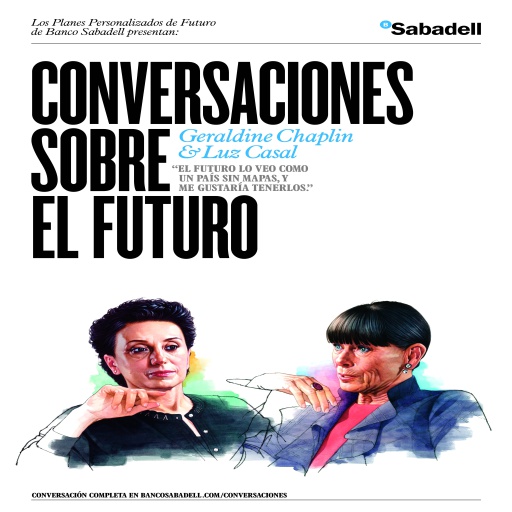 Los Planes Personalizados de Futuro
de Banco Sabadell presentan:
B Sabadell
CONVERSACIONES
SOBRE
Geraldine Chaplin
& Luz Casal
“EL FUTURO LO VEO COMO
UN PAÍS SIN MAPAS, Y
ME GUSTARÍA TENERLOS.”
EL FUTURO
CONVERSACIÓN COMPLETA EN BANCOSABADELL.COM/CONVERSACIONES